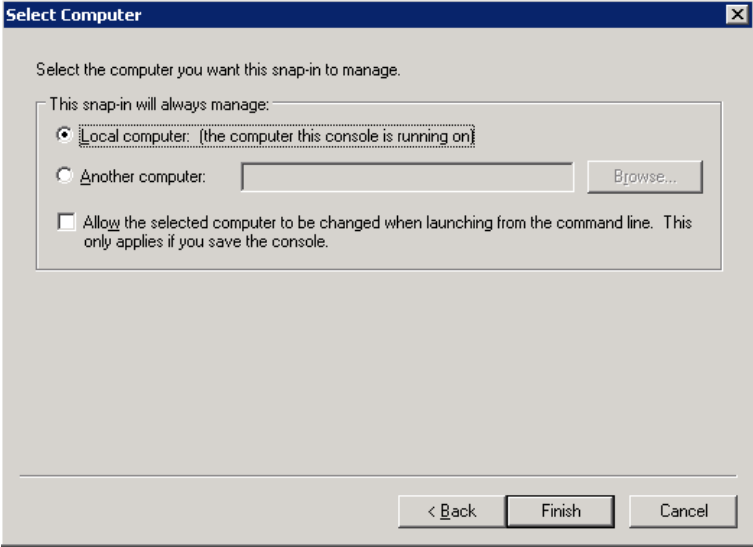 Select Computer
Select the computer you want this snap-in to manage.
This snap-in will always manage:
Local computer: (the computer this console is running on)
Another computer:
Browse...
Allow the selected computer to be changed when launching from the command line. This
only applies if you save the console.
< Back
Finish
Cancel